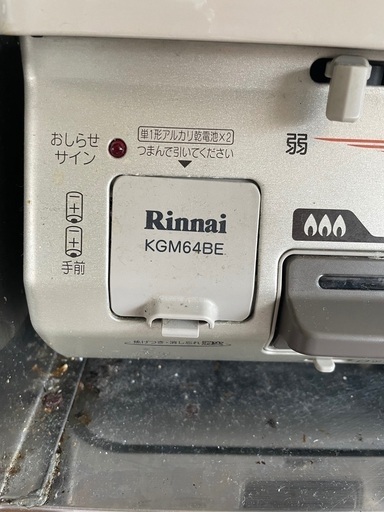 おしらせ
サイン
単1形アルカリ乾電池×2
つまんで引いてください
弱
Rinnai
KGM64BE
手前